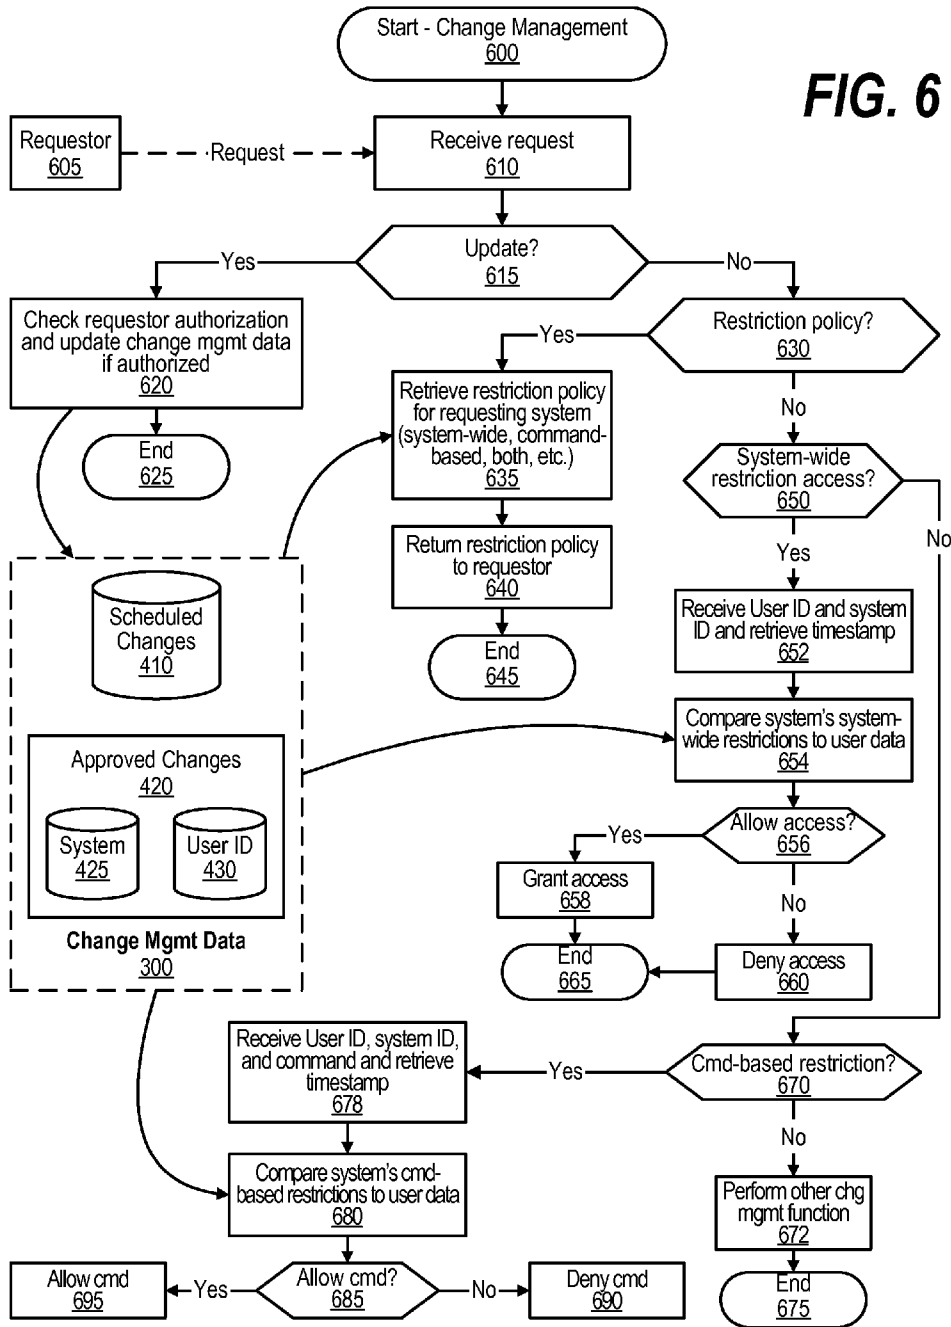 Start - Change Management
600
FIG. 6
Requestor
605
Request
Receive request
610
Update?
615
Yes
No
Check requestor authorization
and update change mgmt data
if authorized
620
End
625
Restriction policy?
630
Yes
No
Retrieve restriction policy
for requesting system
(system-wide, command-
based, both, etc.)
635
Return restriction policy
to requestor
640
End
645
System-wide
restriction access?
650
No
Yes
Receive User ID and system
ID and retrieve timestamp
652
Compare system's system-
wide restrictions to user data
654
Allow access?
656
Yes
No
Grant access
658
End
665
Deny access
660
Scheduled
Changes
410
Approved Changes
420
System
425
User ID
430
Change Mgmt Data
300
Cmd-based restriction?
670
Yes
No
Receive User ID, system ID,
and command and retrieve
timestamp
678
Compare system's cmd-
based restrictions to user data
680
Allow cmd?
685
Yes
No
Allow cmd
695
Deny cmd
690
Perform other chg
mgmt function
672
End
675